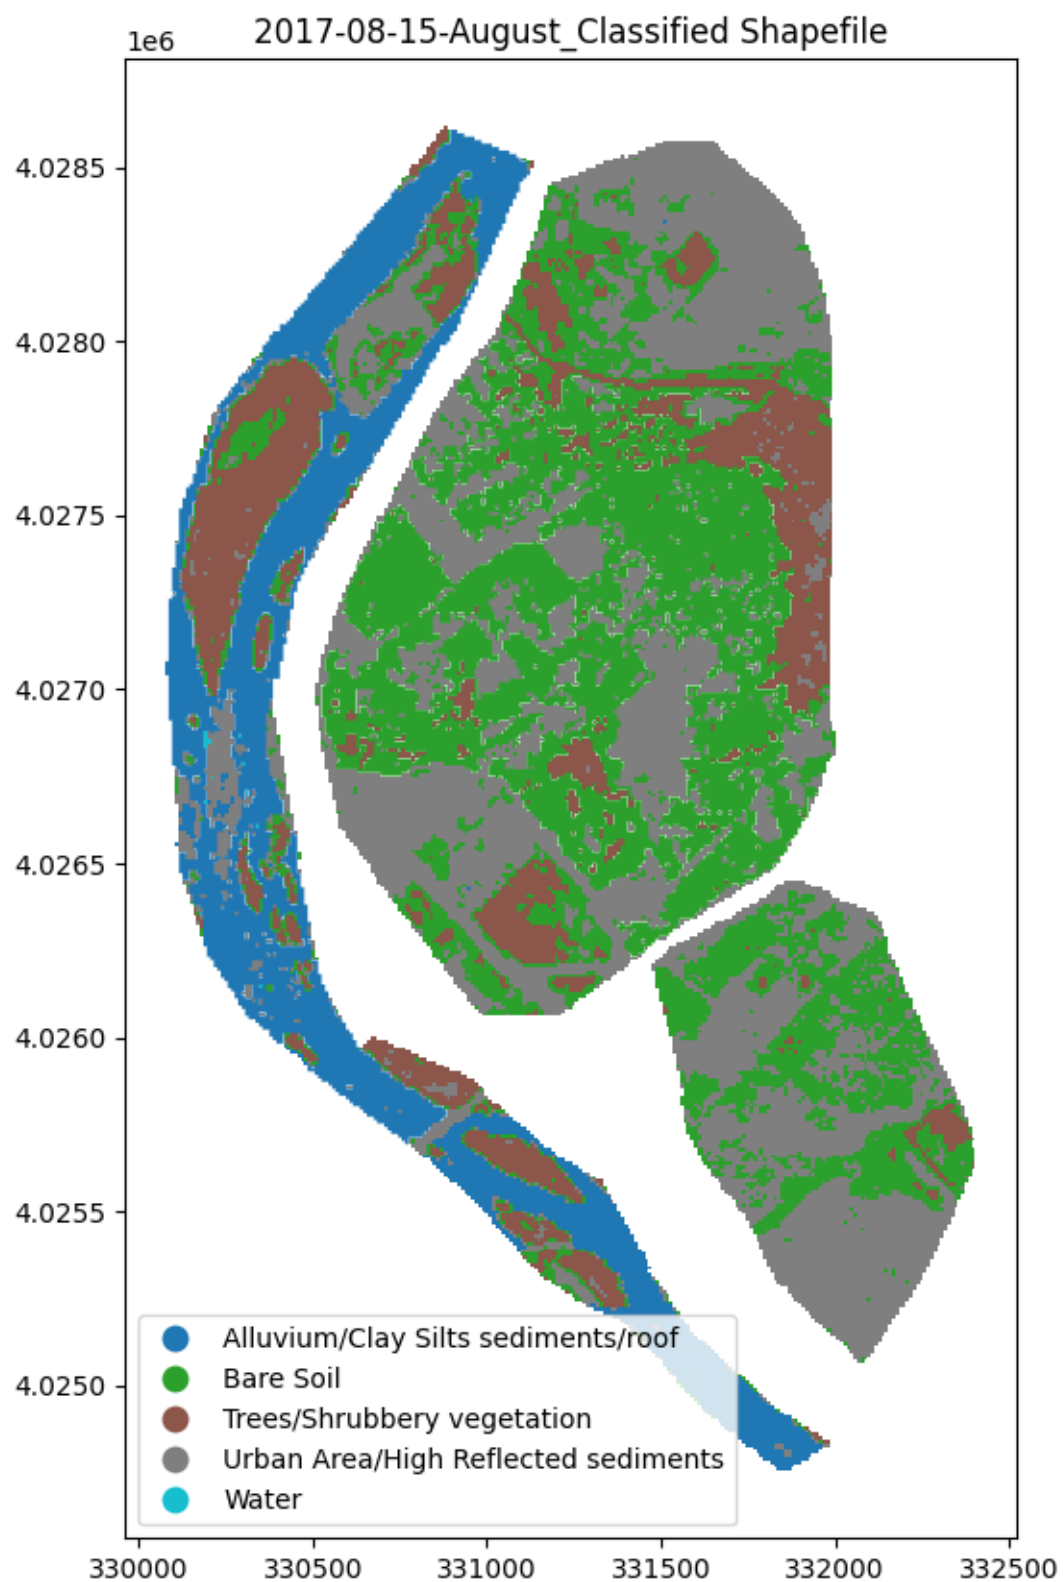 2017-08-15-August_Classified Shapefile
1e6
4.0285
4.0280
4.0275
4.0270
4.0265
4.0260
4.0255
4.0250
Alluvium/Clay Silts sediments/roof
Bare Soil
Trees/Shrubbery vegetation
Urban Area/High Reflected sediments
Water
330000 330500 331000 331500 332000 332500